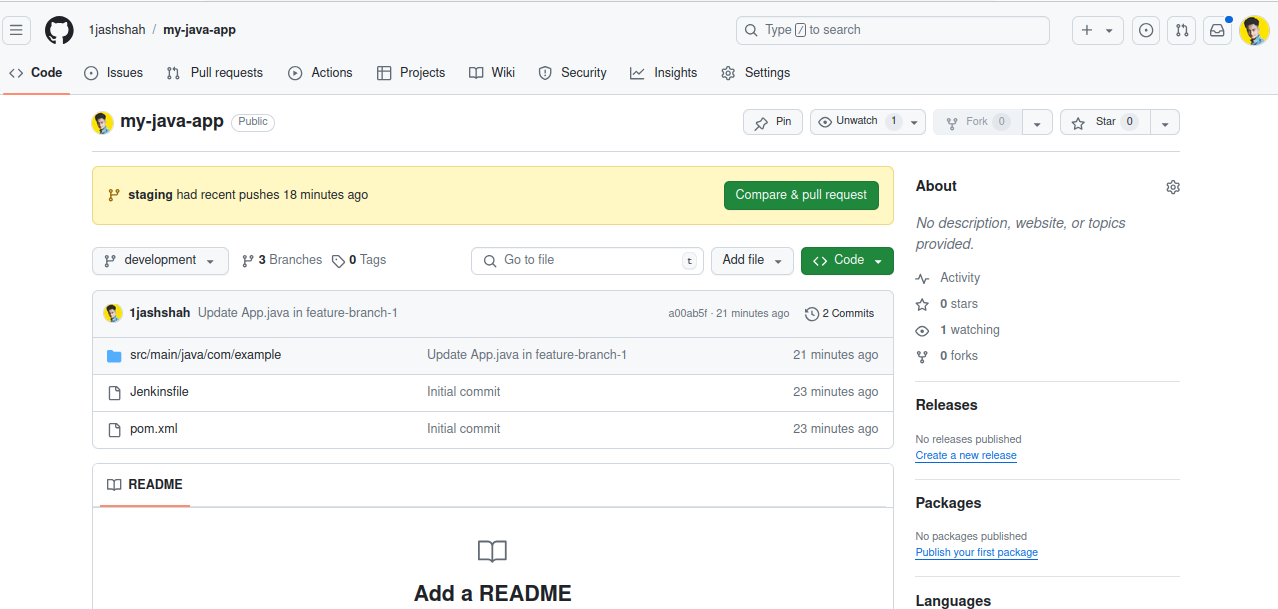 1jashshah / my-java-app
Type / to search
Code Issues Pull requests Actions Projects Wiki Security Insights Settings
my-java-app Public
Pin Unwatch 1 Fork 0 Star 0
staging had recent pushes 18 minutes ago
Compare & pull request
development 3 Branches 0 Tags
Go to file t
Add file
Code
1jashshah Update App.java in feature-branch-1 a00ab5f · 21 minutes ago 2 Commits
src/main/java/com/example Update App.java in feature-branch-1 21 minutes ago
Jenkinsfile Initial commit 23 minutes ago
pom.xml Initial commit 23 minutes ago
README
Add a README
About
No description, website, or topics
provided.
Activity
0 stars
1 watching
0 forks
Releases
No releases published
Create a new release
Packages
No packages published
Publish your first package
Languages